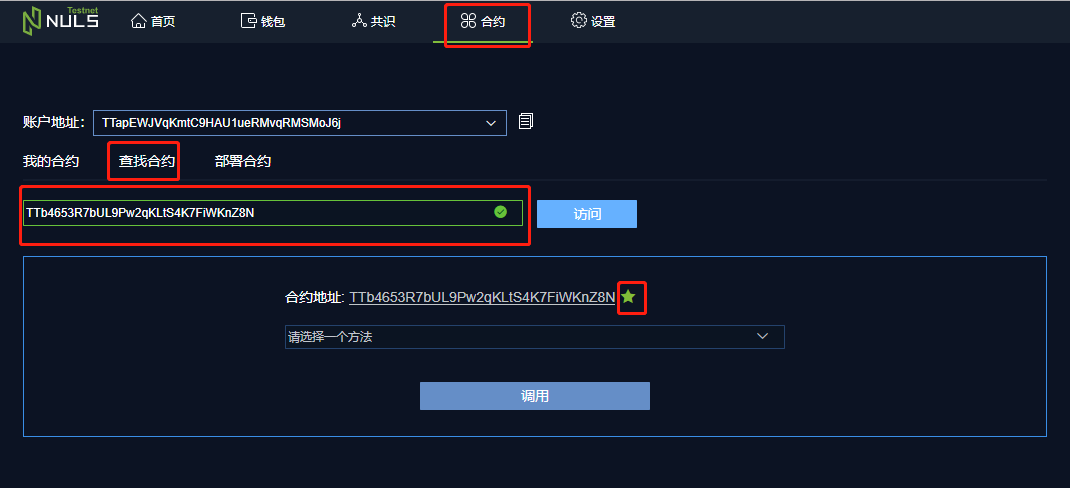 Testnet
NULS 首页 钱包 共识 合约 设置
账户地址： TTapEWJVqKmtC9HAU1ueRMvqRMSMoJ6j
我的合约 查找合约 部署合约
TTb4653R7bUL9Pw2qKLtS4K7FiWKnZ8N 访问
合约地址: TTb4653R7bUL9Pw2qKLtS4K7FiWKnZ8N
请选择一个方法
调用